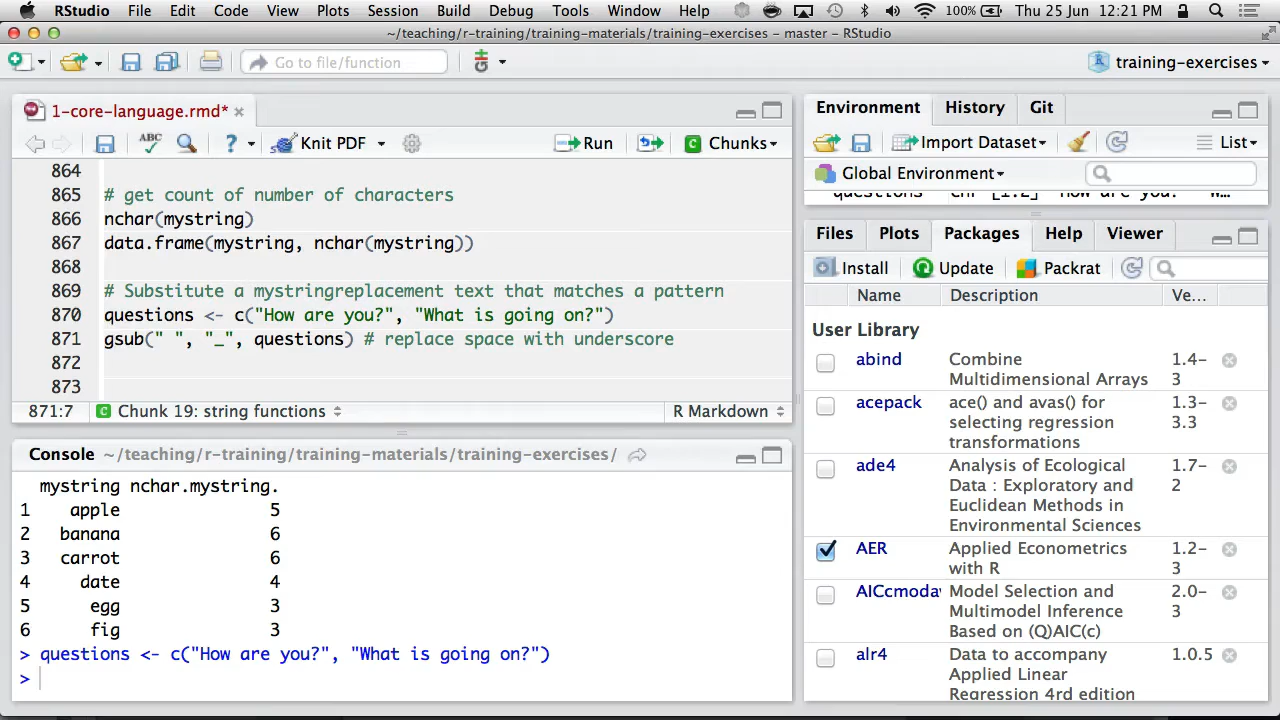 RStudio File Edit Code View Plots Session Build Debug Tools Window Help 100% Thu 25 Jun 12:21 PM
~/teaching/r-training/training-materials/training-exercises - master - RStudio
Go to file/function training-exercises
1-core-language.rmd*
ABC ? Knit PDF Run Chunks
864
865 # get count of number of characters
866 nchar(mystring)
867 data.frame(mystring, nchar(mystring))
868
869 # Substitute a mystringreplacement text that matches a pattern
870 questions <- c("How are you?", "What is going on?")
871 gsub(" ", "_", questions) # replace space with underscore
872
873
871:7 C Chunk 19: string functions R Markdown
Console ~/teaching/r-training/training-materials/training-exercises/
mystring nchar.mystring.
1 apple 5
2 banana 6
3 carrot 6
4 date 4
5 egg 3
6 fig 3
> questions <- c("How are you?", "What is going on?")
>
Environment History Git
Import Dataset List
Global Environment
questions chr [1:2] "How are you?" "W…
Files Plots Packages Help Viewer
Install Update Packrat
Name Description Ve...
User Library
abind Combine 1.4-
Multidimensional Arrays 3
acepack ace() and avas() for 1.3-
selecting regression 3.3
transformations
ade4 Analysis of Ecological 1.7-
Data : Exploratory and 2
Euclidean Methods in
Environmental Sciences
AER Applied Econometrics 1.2-
with R 3
AICcmodav Model Selection and 2.0-
Multimodel Inference 3
Based on (Q)AIC(c)
alr4 Data to accompany 1.0.5
Applied Linear
Regression 4rd edition